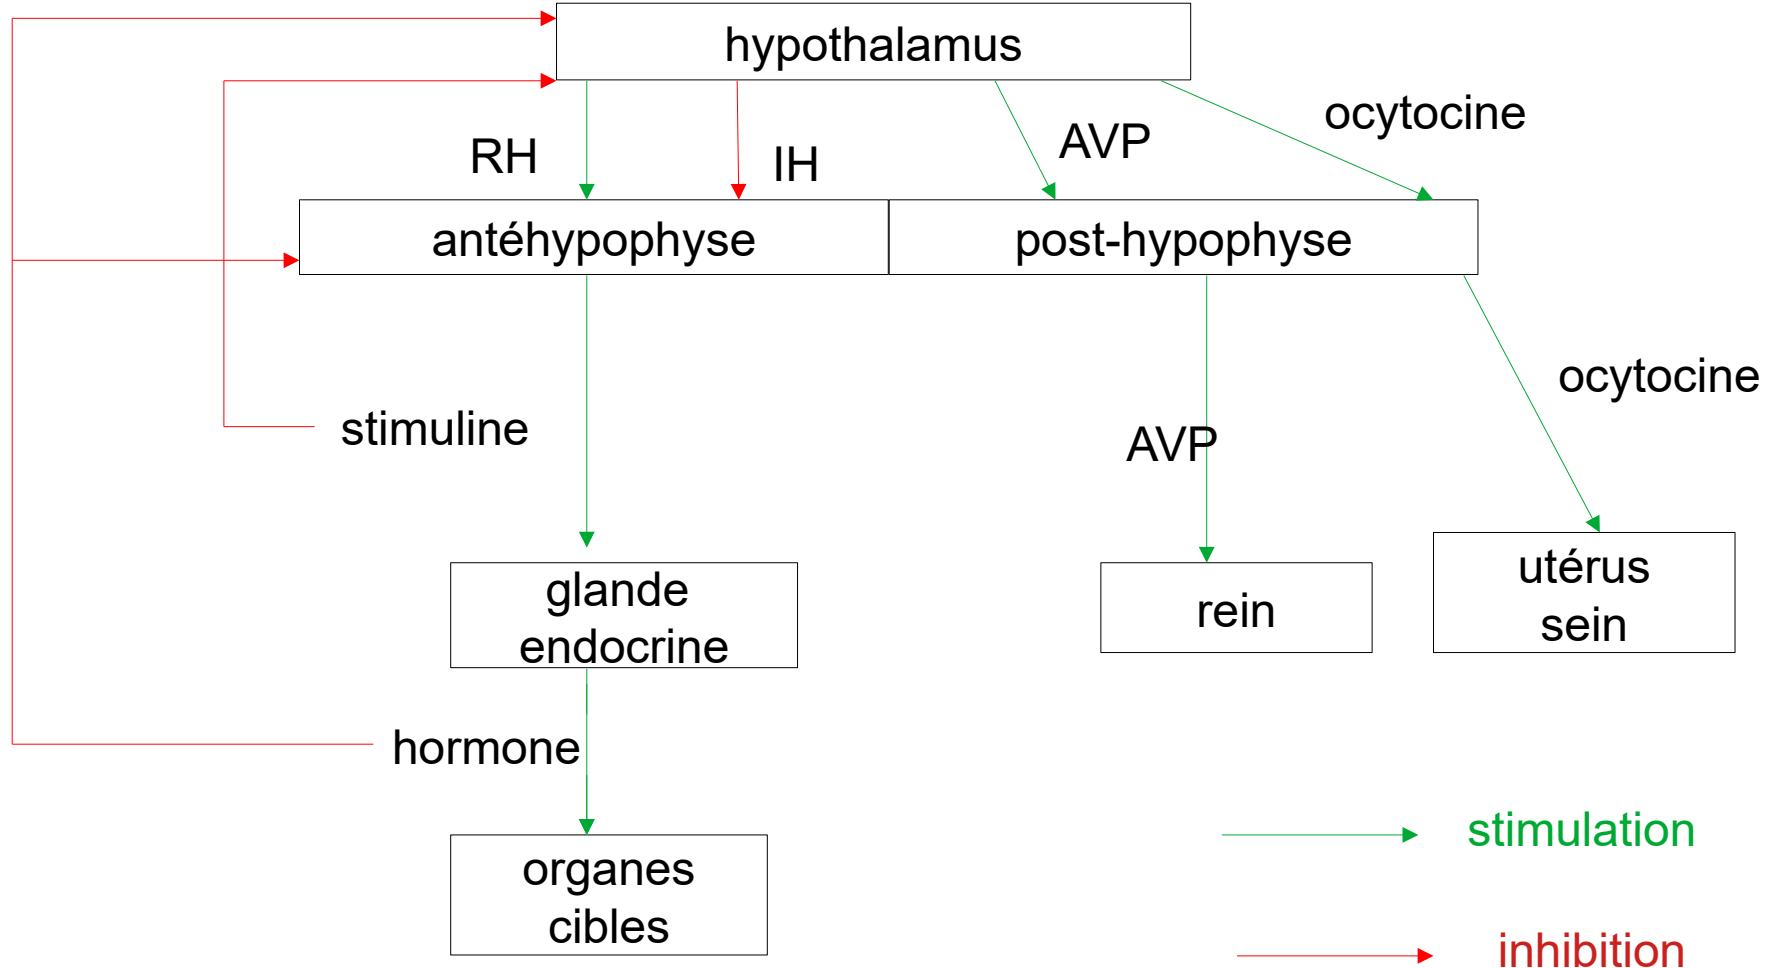 hypothalamus
ocytocine
AVP
RH
IH
antéhypophyse
post-hypophyse
ocytocine
stimuline
AVP
glande
endocrine
rein
utérus
sein
hormone
organes
cibles
stimulation
inhibition